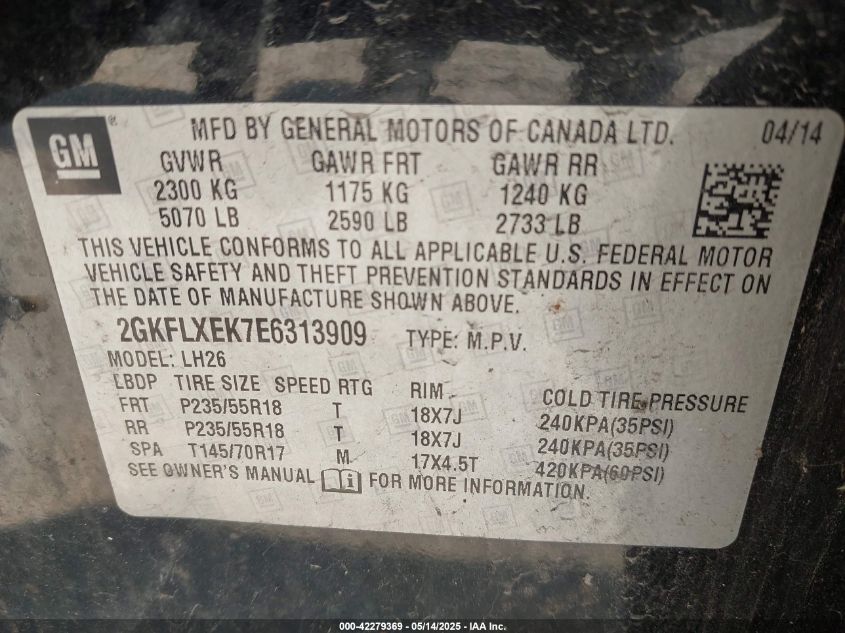 GM ®
MFD BY GENERAL MOTORS OF CANADA LTD. 04/14
GVWR GAWR FRT GAWR RR
2300 KG 1175 KG 1240 KG
5070 LB 2590 LB 2733 LB
THIS VEHICLE CONFORMS TO ALL APPLICABLE U.S. FEDERAL MOTOR
VEHICLE SAFETY AND THEFT PREVENTION STANDARDS IN EFFECT ON
THE DATE OF MANUFACTURE SHOWN ABOVE.
2GKFLXEK7E6313909 TYPE: M.P.V.
MODEL: LH26
LBDP TIRE SIZE SPEED RTG RIM COLD TIRE PRESSURE
FRT P235/55R18 T 18X7J 240KPA(35PSI)
RR P235/55R18 T 18X7J 240KPA(35PSI)
SPA T145/70R17 M 17X4.5T 420KPA(60PSI)
SEE OWNER'S MANUAL i FOR MORE INFORMATION.
000-42279369 - 05/14/2025 - IAA Inc.